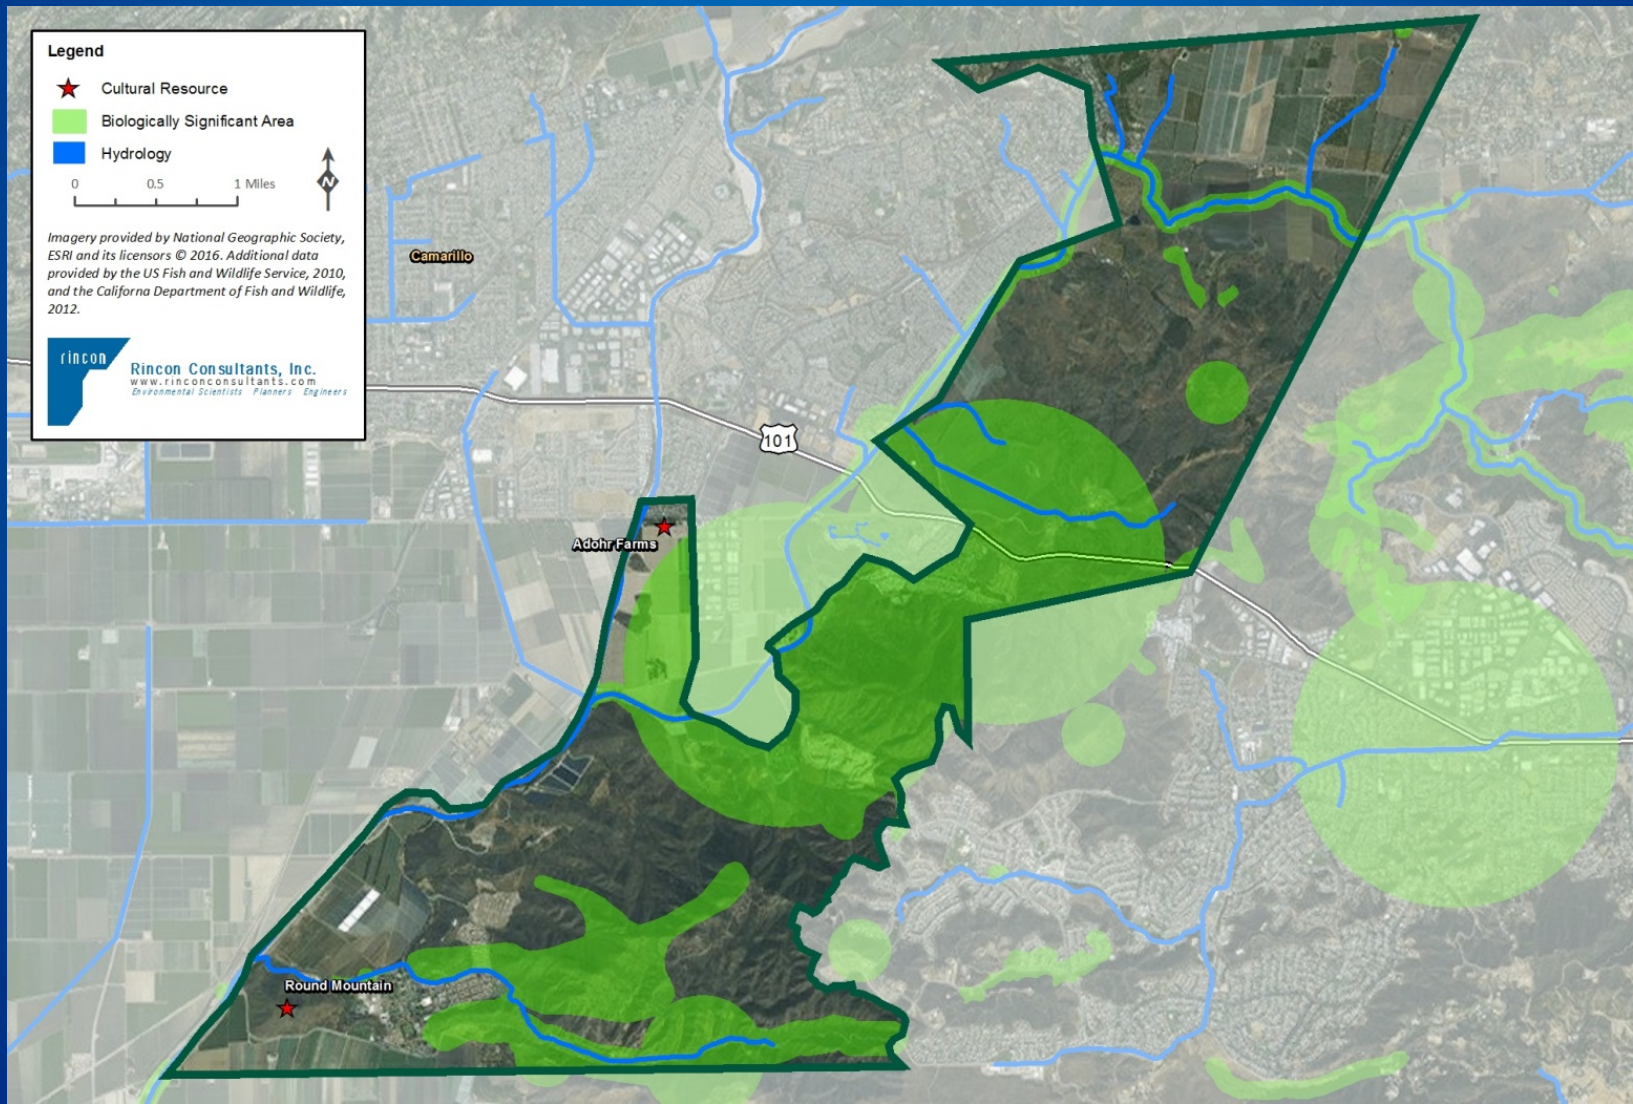 Legend
Cultural Resource
Biologically Significant Area
Hydrology
0 0.5 1 Miles
N
Imagery provided by National Geographic Society,
ESRI and its licensors © 2016. Additional data
provided by the US Fish and Wildlife Service, 2010,
and the Californa Department of Fish and Wildlife,
2012.
rincon
Rincon Consultants, Inc.
www.rinconconsultants.com
Environmental Scientists Planners Engineers
Camarillo
101
Adohr Farms
Round Mountain